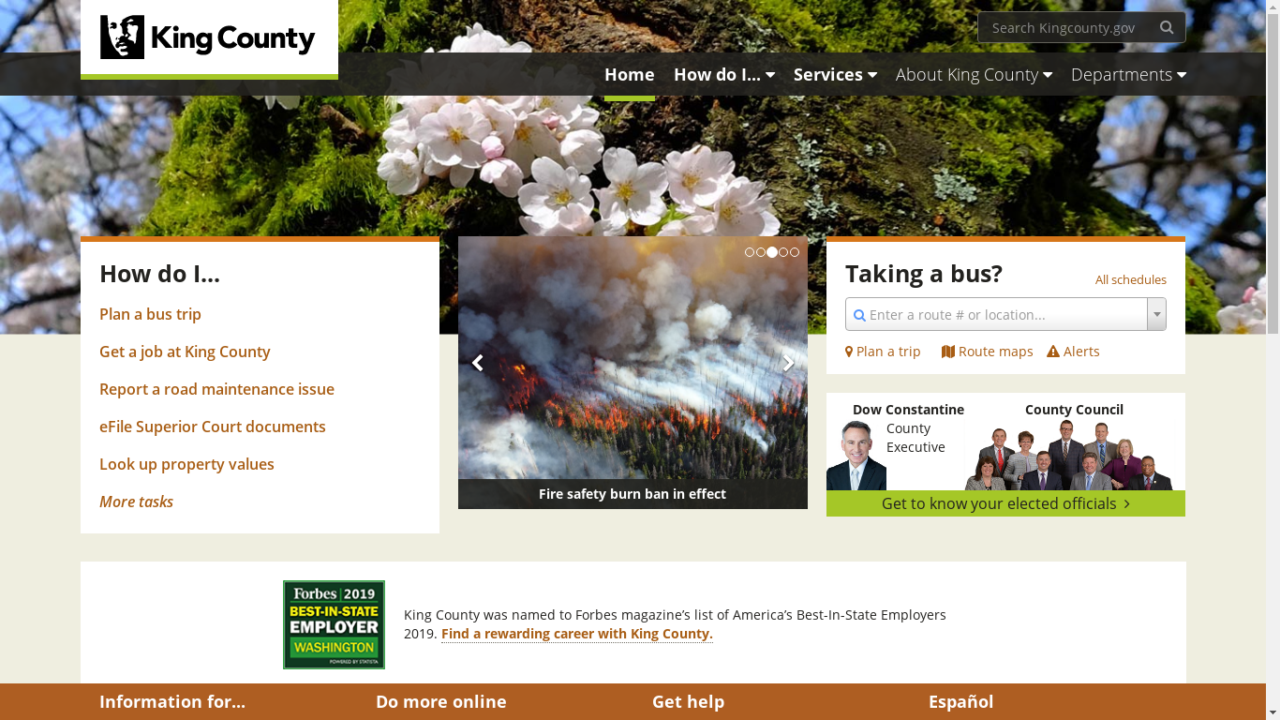 King County
Search Kingcounty.gov
Home
How do I...
Services
About King County
Departments
How do I...
Plan a bus trip
Get a job at King County
Report a road maintenance issue
eFile Superior Court documents
Look up property values
More tasks
Fire safety burn ban in effect
Taking a bus?
All schedules
Enter a route # or location...
Plan a trip
Route maps
Alerts
Dow Constantine
County
Executive
County Council
Get to know your elected officials
Forbes 2019
BEST-IN-STATE
EMPLOYER
WASHINGTON
POWERED BY STATISTA
King County was named to Forbes magazine’s list of America’s Best-In-State Employers
2019. Find a rewarding career with King County.
Information for...
Do more online
Get help
Español